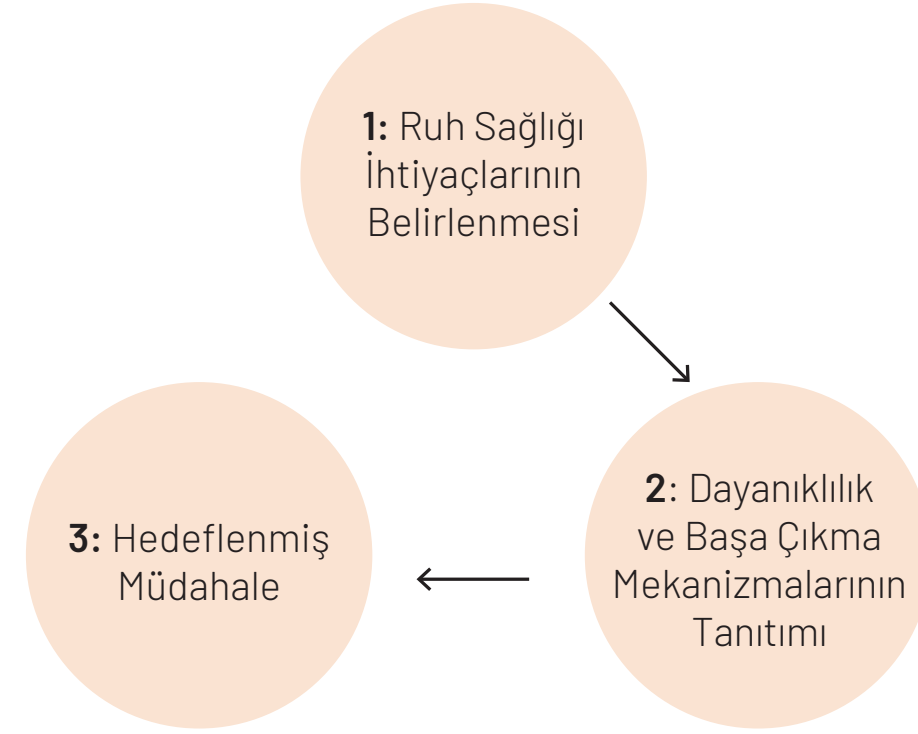 1: Ruh Sağlığı
İhtiyaçlarının
Belirlenmesi
2: Dayanıklılık
ve Başa Çıkma
Mekanizmalarının
Tanıtımı
3: Hedeflenmiş
Müdahale